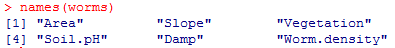 > names(worms)
[1] "Area"         "Slope"        "Vegetation"
[4] "Soil.pH"      "Damp"         "Worm.density"